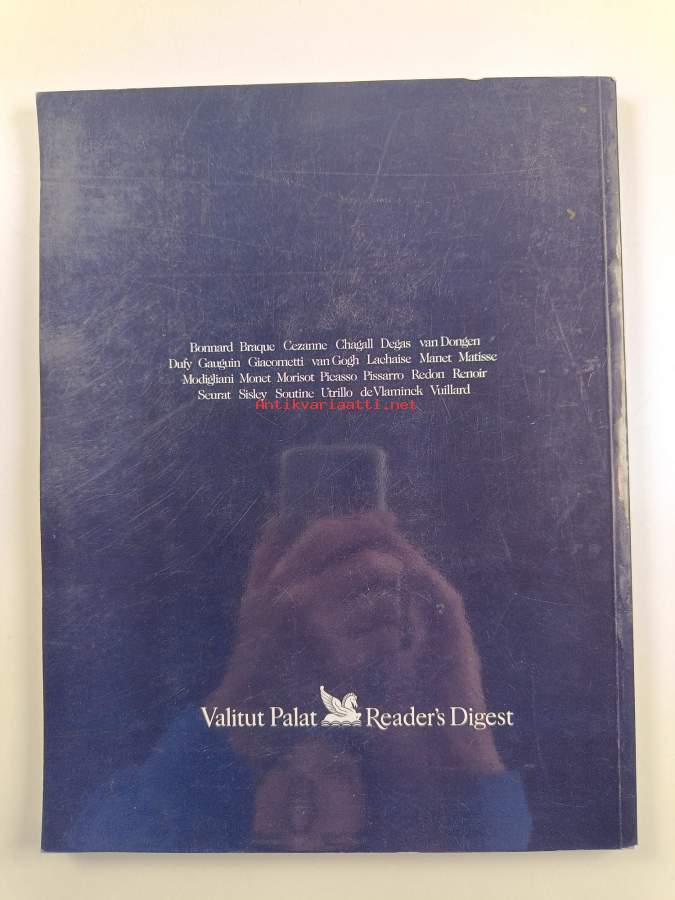 Bonnard Braque Cezanne Chagall Degas van Dongen
Dufy Gauguin Giacometti van Gogh Lachaise Manet Matisse
Modigliani Monet Morisot Picasso Pissarro Redon Renoir
Seurat Sisley Soutine Utrillo de Vlaminck Vuillard
Antikvariaatti.net
Valitut Palat Reader's Digest